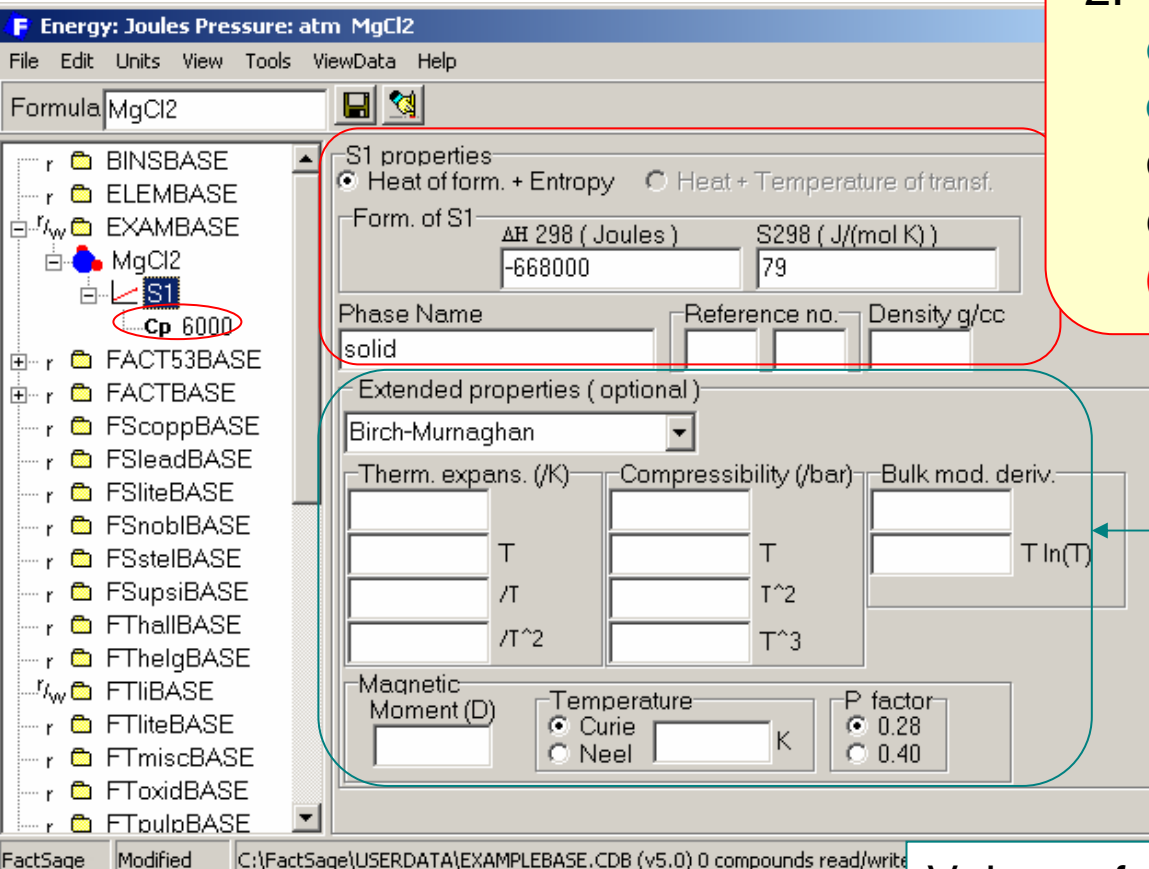 2.
Energy: Joules Pressure: atm MgCl2
File Edit Units View Tools ViewData Help
Formula MgCl2
r BINSBASE
r ELEMBASE
r/w EXAMBASE
MgCl2
S1
Cp 6000
r FACT53BASE
r FACTBASE
r FScoppBASE
r FSleadBASE
r FSliteBASE
r FSnoblBASE
r FSstelBASE
r FSupsiBASE
r FThallBASE
r FThelgBASE
r/w FTliBASE
r FTliteBASE
r FTmiscBASE
r FToxidBASE
r FTpulpBASE
S1 properties
Heat of form. + Entropy Heat + Temperature of transf.
Form. of S1
ΔH 298 ( Joules ) S298 ( J/(mol K) )
-668000 79
Phase Name Reference no. Density g/cc
solid
Extended properties ( optional )
Birch-Murnaghan
Therm. expans. (/K) Compressibility (/bar) Bulk mod. deriv.
T T T ln(T)
/T T^2
/T^2 T^3
Magnetic
Moment (D) Temperature P factor
Curie K 0.28
Neel 0.40
FactSage Modified C:\FactSage\USERDATA\EXAMPLEBASE.CDB (v5.0) 0 compounds read/write